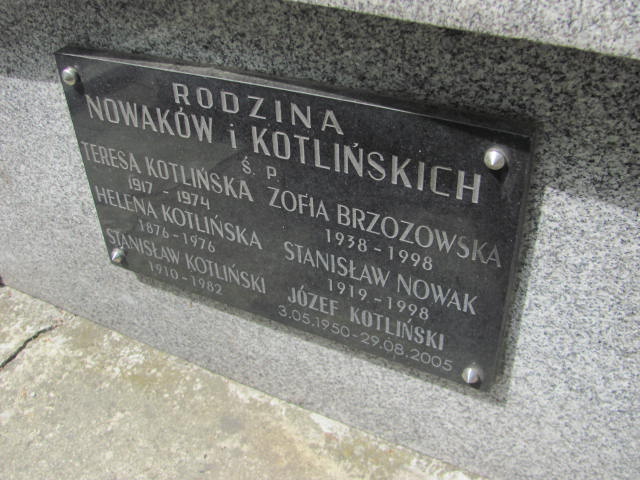 RODZINA
NOWAKÓW i KOTLIŃSKICH
Ś. P.
TERESA KOTLIŃSKA
1917 - 1974
HELENA KOTLIŃSKA
1876 - 1976
STANISŁAW KOTLIŃSKI
1910 - 1982
ZOFIA BRZOZOWSKA
1938 - 1998
STANISŁAW NOWAK
1919 - 1998
JÓZEF KOTLIŃSKI
3.05.1950-29.08.2005